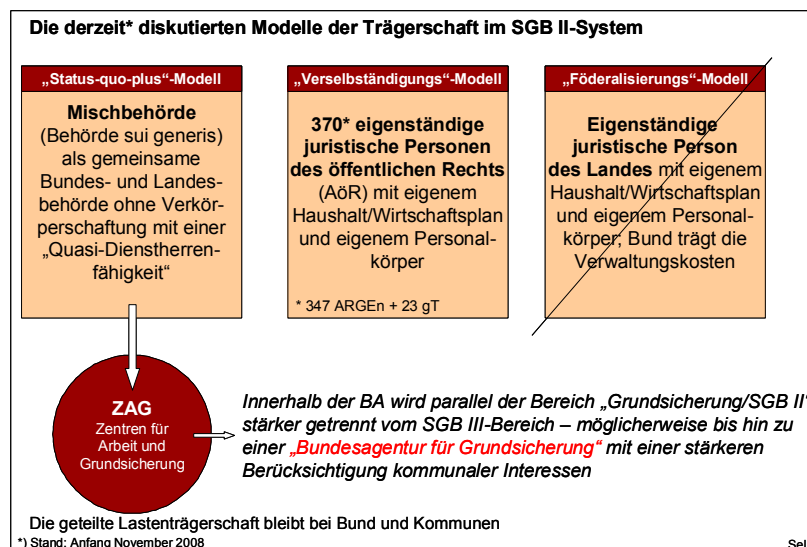 Die derzeit* diskutierten Modelle der Trägerschaft im SGB II-System
„Status-quo-plus“-Modell
Mischbehörde
(Behörde sui generis)
als gemeinsame
Bundes- und Landes-
behörde ohne Verkör-
perschaftung mit einer
„Quasi-Dienstherren-
fähigkeit“
„Verselbständigungs“-Modell
370* eigenständige
juristische Personen
des öffentlichen Rechts
(AöR) mit eigenem
Haushalt/Wirtschaftsplan
und eigenem Personal-
körper
* 347 ARGEn + 23 gT
„Föderalisierungs“-Modell
Eigenständige
juristische Person
des Landes mit eigenem
Haushalt/Wirtschaftsplan
und eigenem Personal-
körper; Bund trägt die
Verwaltungskosten
ZAG
Zentren für
Arbeit und
Grundsicherung
Innerhalb der BA wird parallel der Bereich „Grundsicherung/SGB II“
stärker getrennt vom SGB III-Bereich – möglicherweise bis hin zu
einer „Bundesagentur für Grundsicherung“ mit einer stärkeren
Berücksichtigung kommunaler Interessen
Die geteilte Lastenträgerschaft bleibt bei Bund und Kommunen
*) Stand: Anfang November 2008